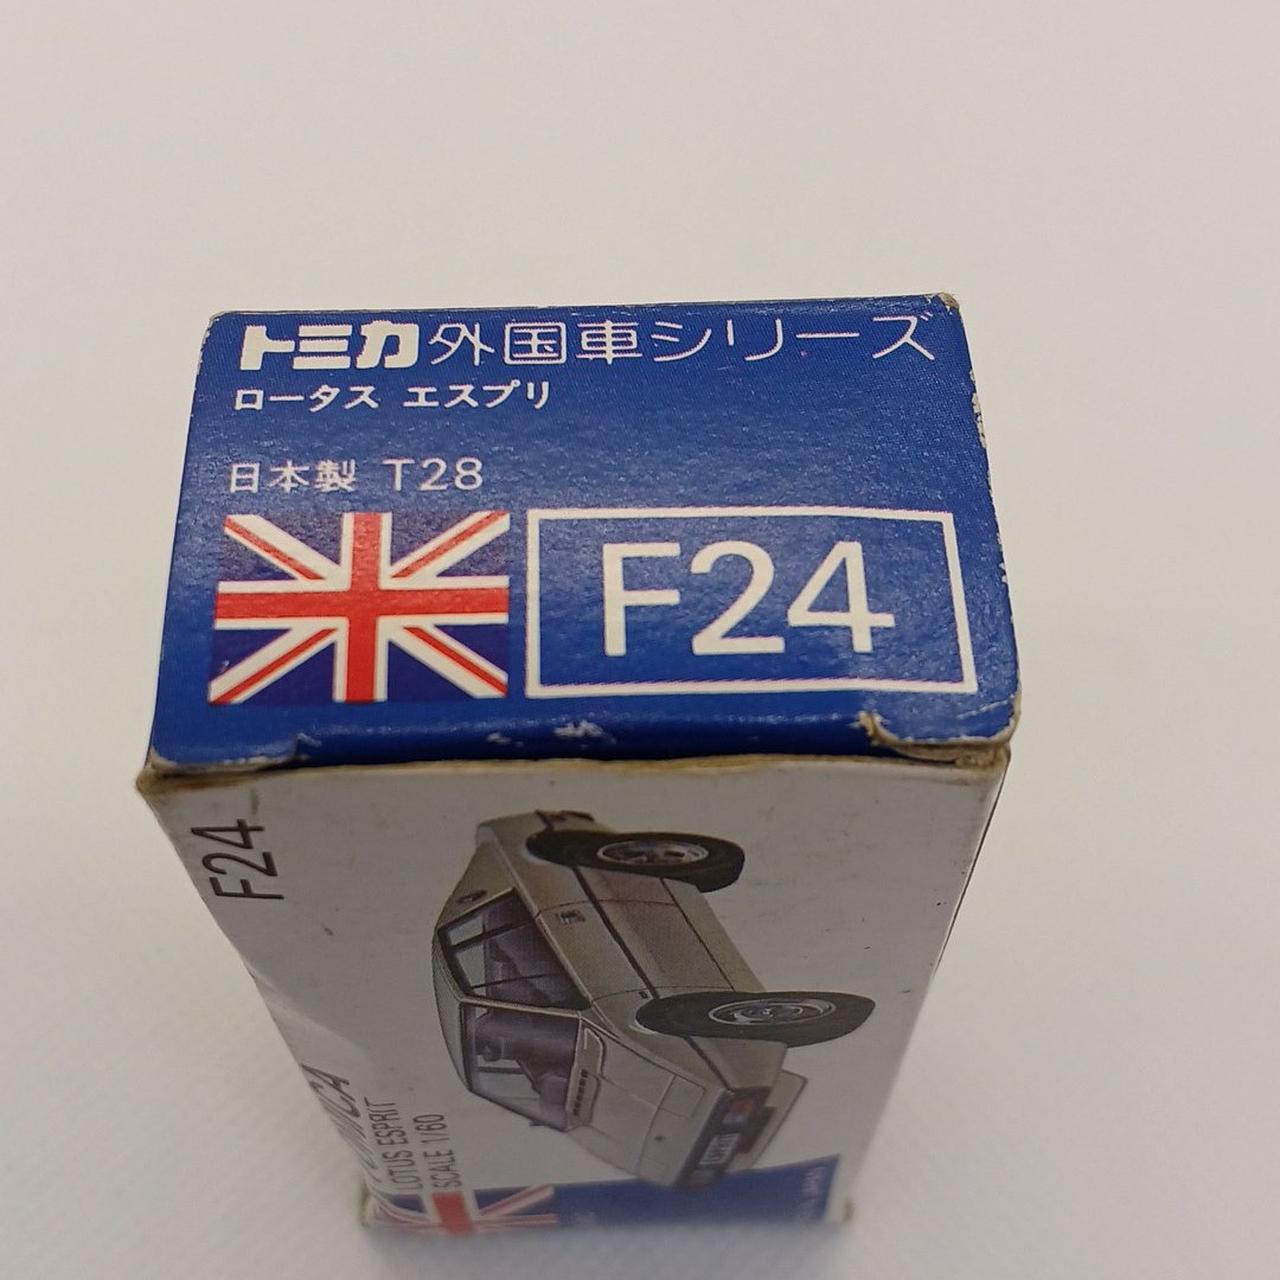 トミカ外国車シリーズ
ロータス エスプリ
日本製 T28
F24
F24
LOTUS ESPRIT
SCALE 1/60